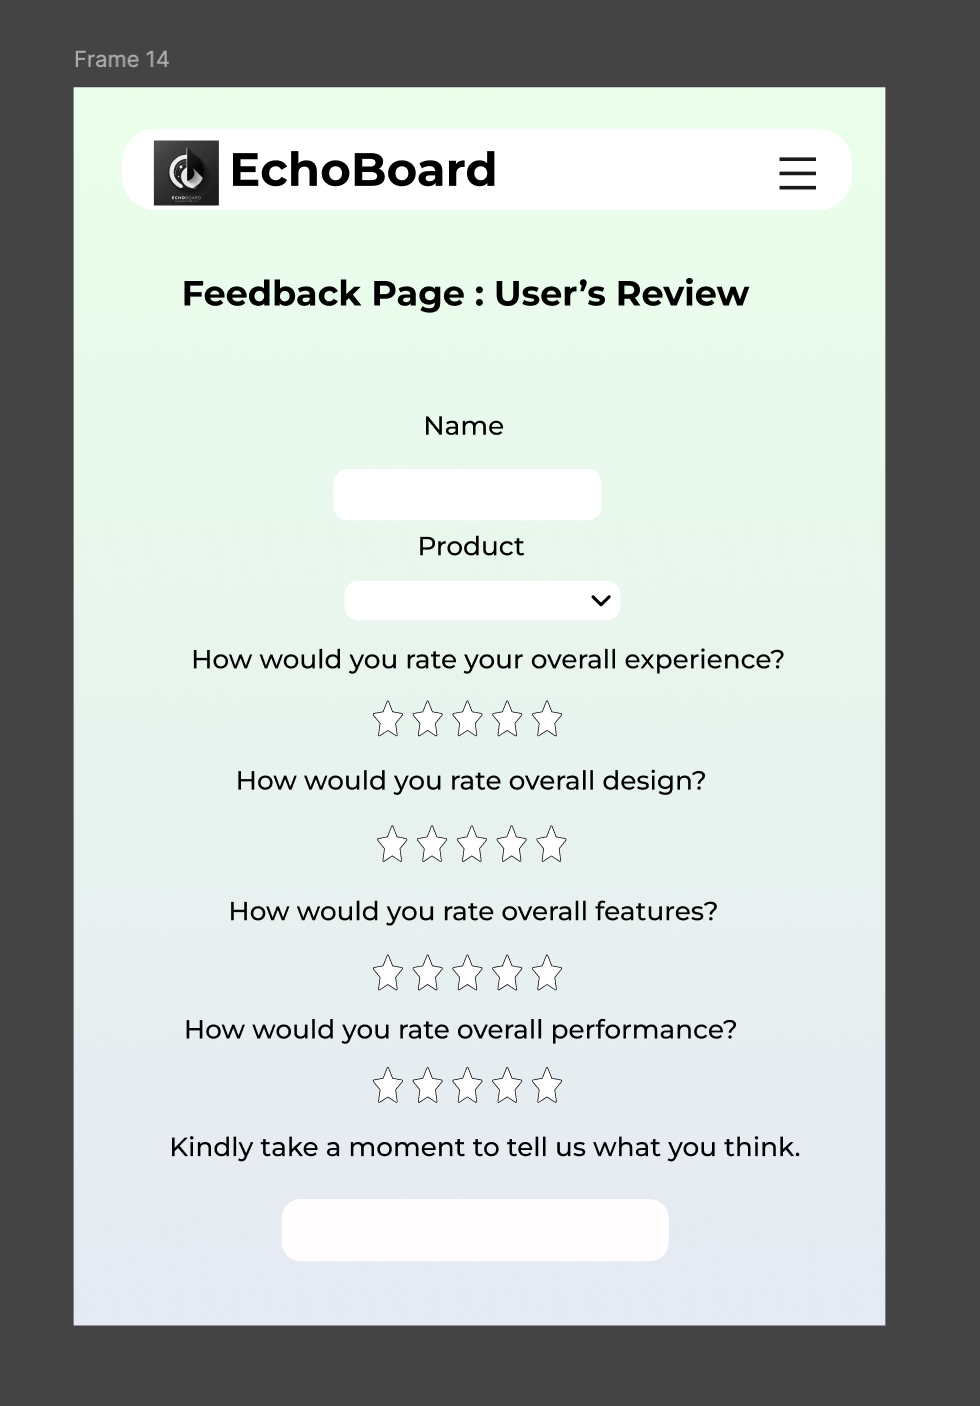 Frame 14
ECHOBOARD
EchoBoard
Feedback Page : User’s Review
Name
Product
How would you rate your overall experience?
How would you rate overall design?
How would you rate overall features?
How would you rate overall performance?
Kindly take a moment to tell us what you think.